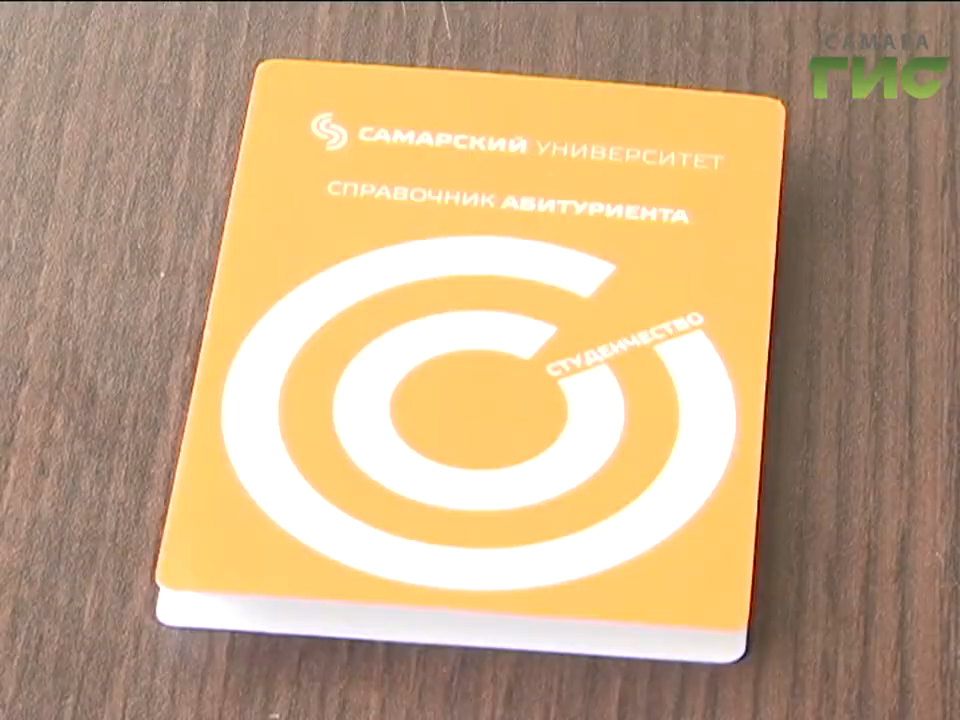 САМАРА
ГИС
САМАРСКИЙ УНИВЕРСИТЕТ
СПРАВОЧНИК АБИТУРИЕНТА
СТУДЕНЧЕСТВО